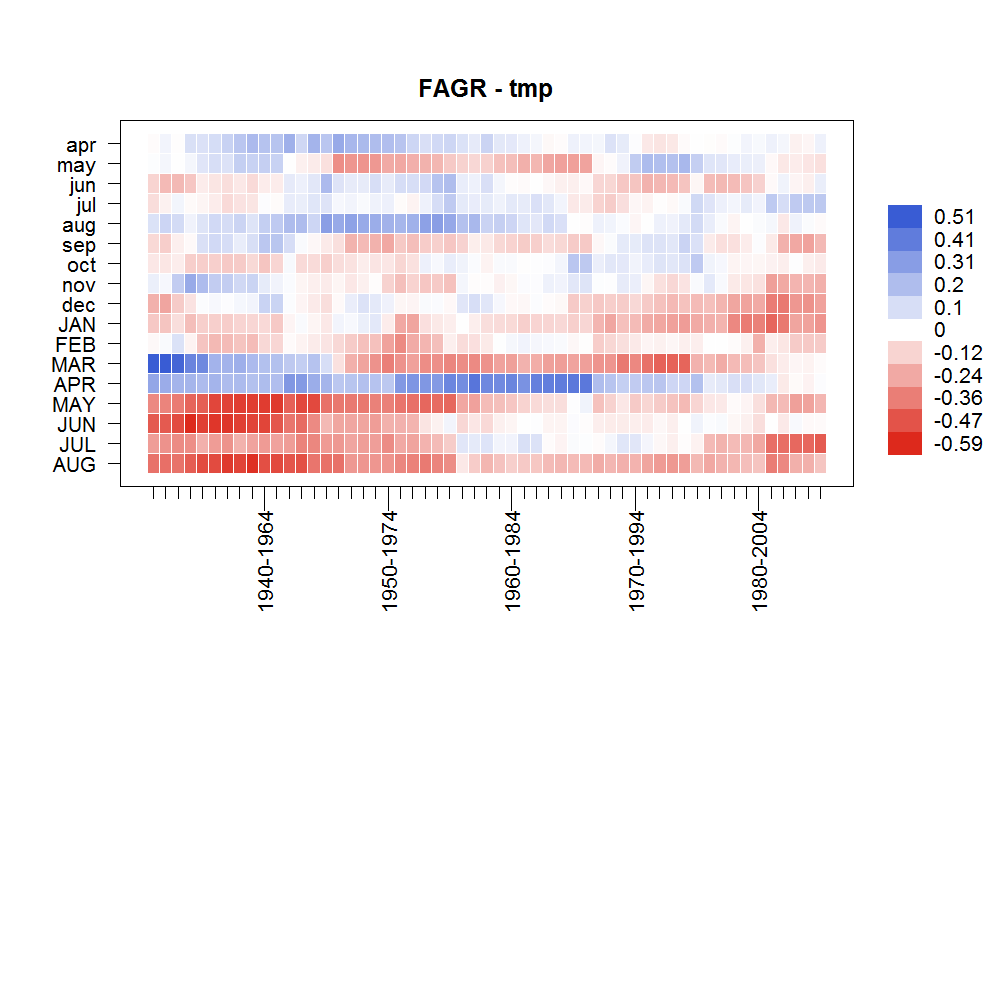 FAGR - tmp
apr
may
jun
jul
aug
sep
oct
nov
dec
JAN
FEB
MAR
APR
MAY
JUN
JUL
AUG
0.51
0.41
0.31
0.2
0.1
0
-0.12
-0.24
-0.36
-0.47
-0.59
1940-1964
1950-1974
1960-1984
1970-1994
1980-2004